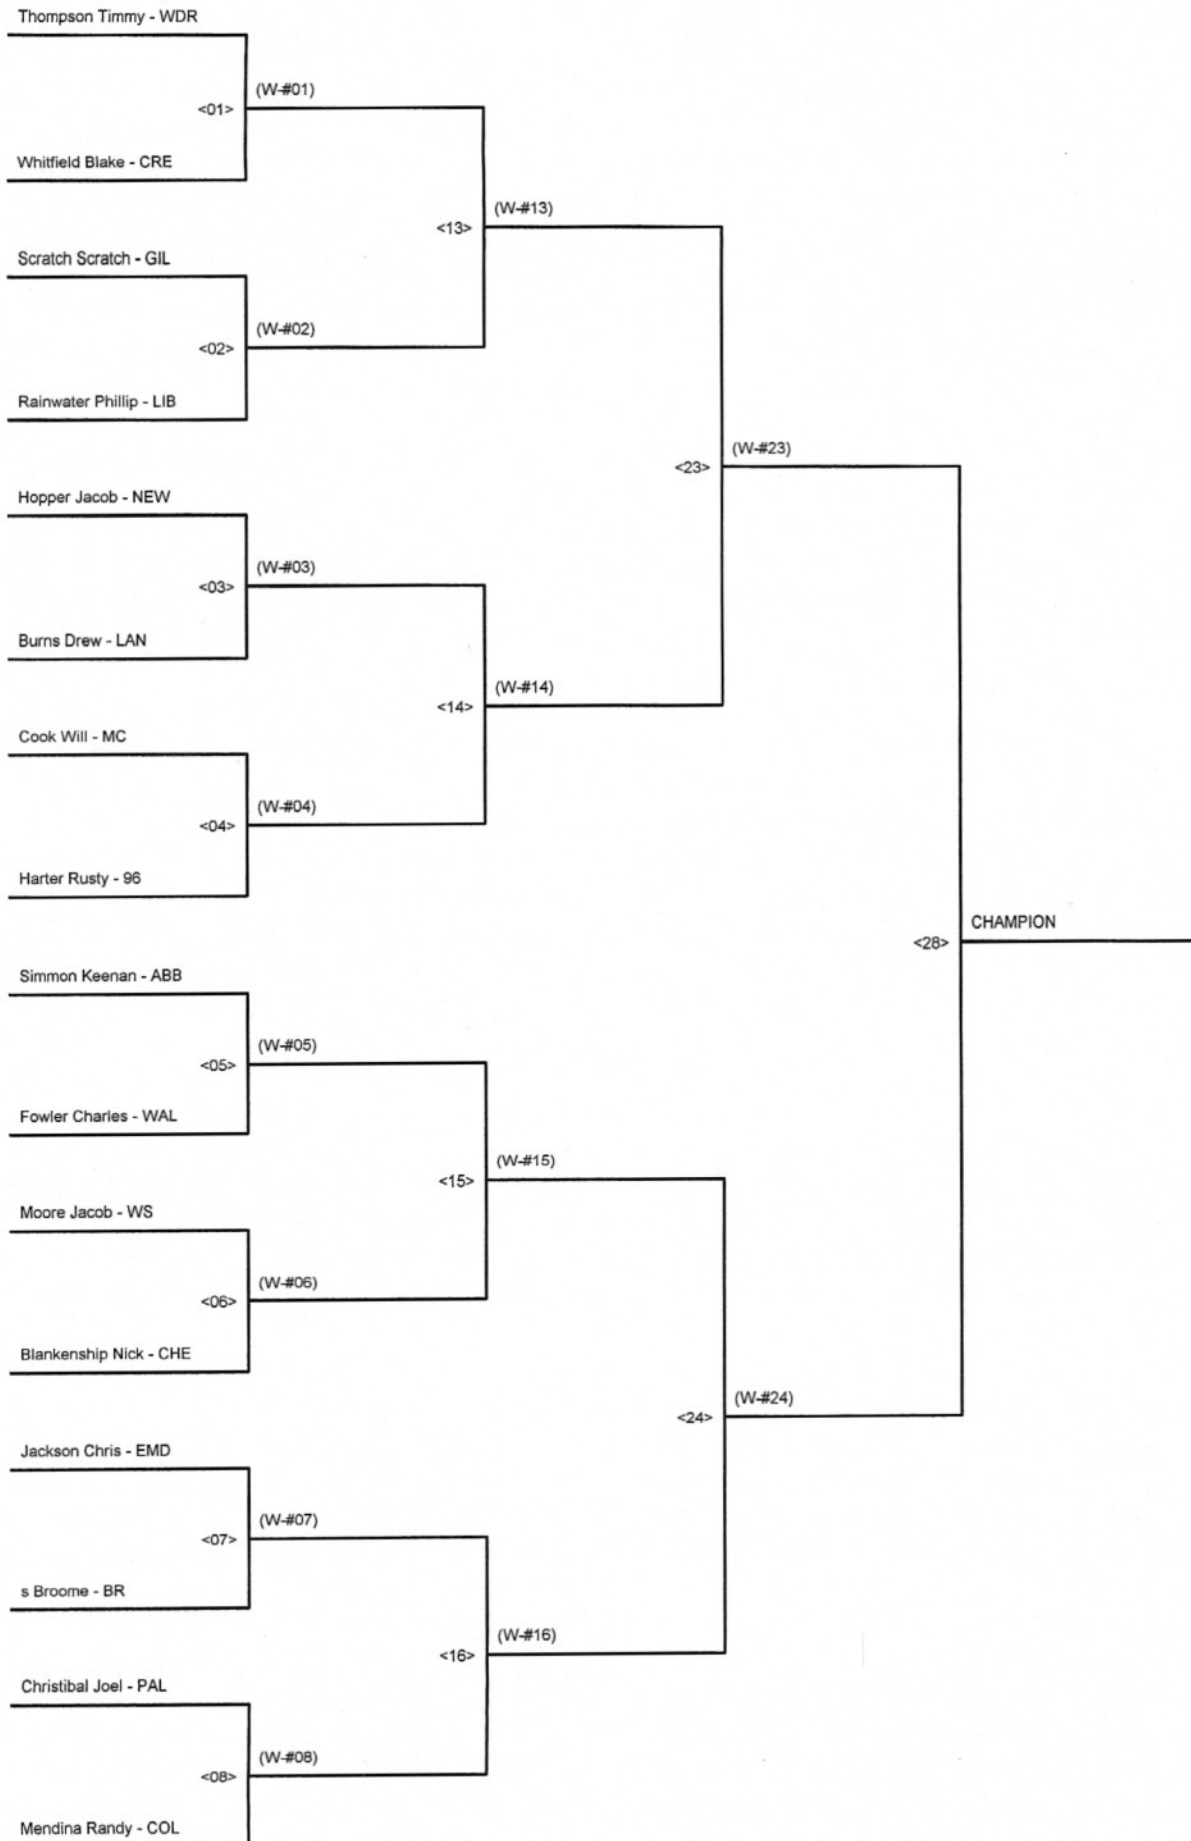 Thompson Timmy - WDR
(W-#01)
<01>
Whitfield Blake - CRE
(W-#13)
<13>
Scratch Scratch - GIL
(W-#02)
<02>
Rainwater Phillip - LIB
(W-#23)
<23>
Hopper Jacob - NEW
(W-#03)
<03>
Burns Drew - LAN
(W-#14)
<14>
Cook Will - MC
(W-#04)
<04>
Harter Rusty - 96
CHAMPION
<28>
Simmon Keenan - ABB
(W-#05)
<05>
Fowler Charles - WAL
(W-#15)
<15>
Moore Jacob - WS
(W-#06)
<06>
Blankenship Nick - CHE
(W-#24)
<24>
Jackson Chris - EMD
(W-#07)
<07>
s Broome - BR
(W-#16)
<16>
Christibal Joel - PAL
(W-#08)
<08>
Mendina Randy - COL